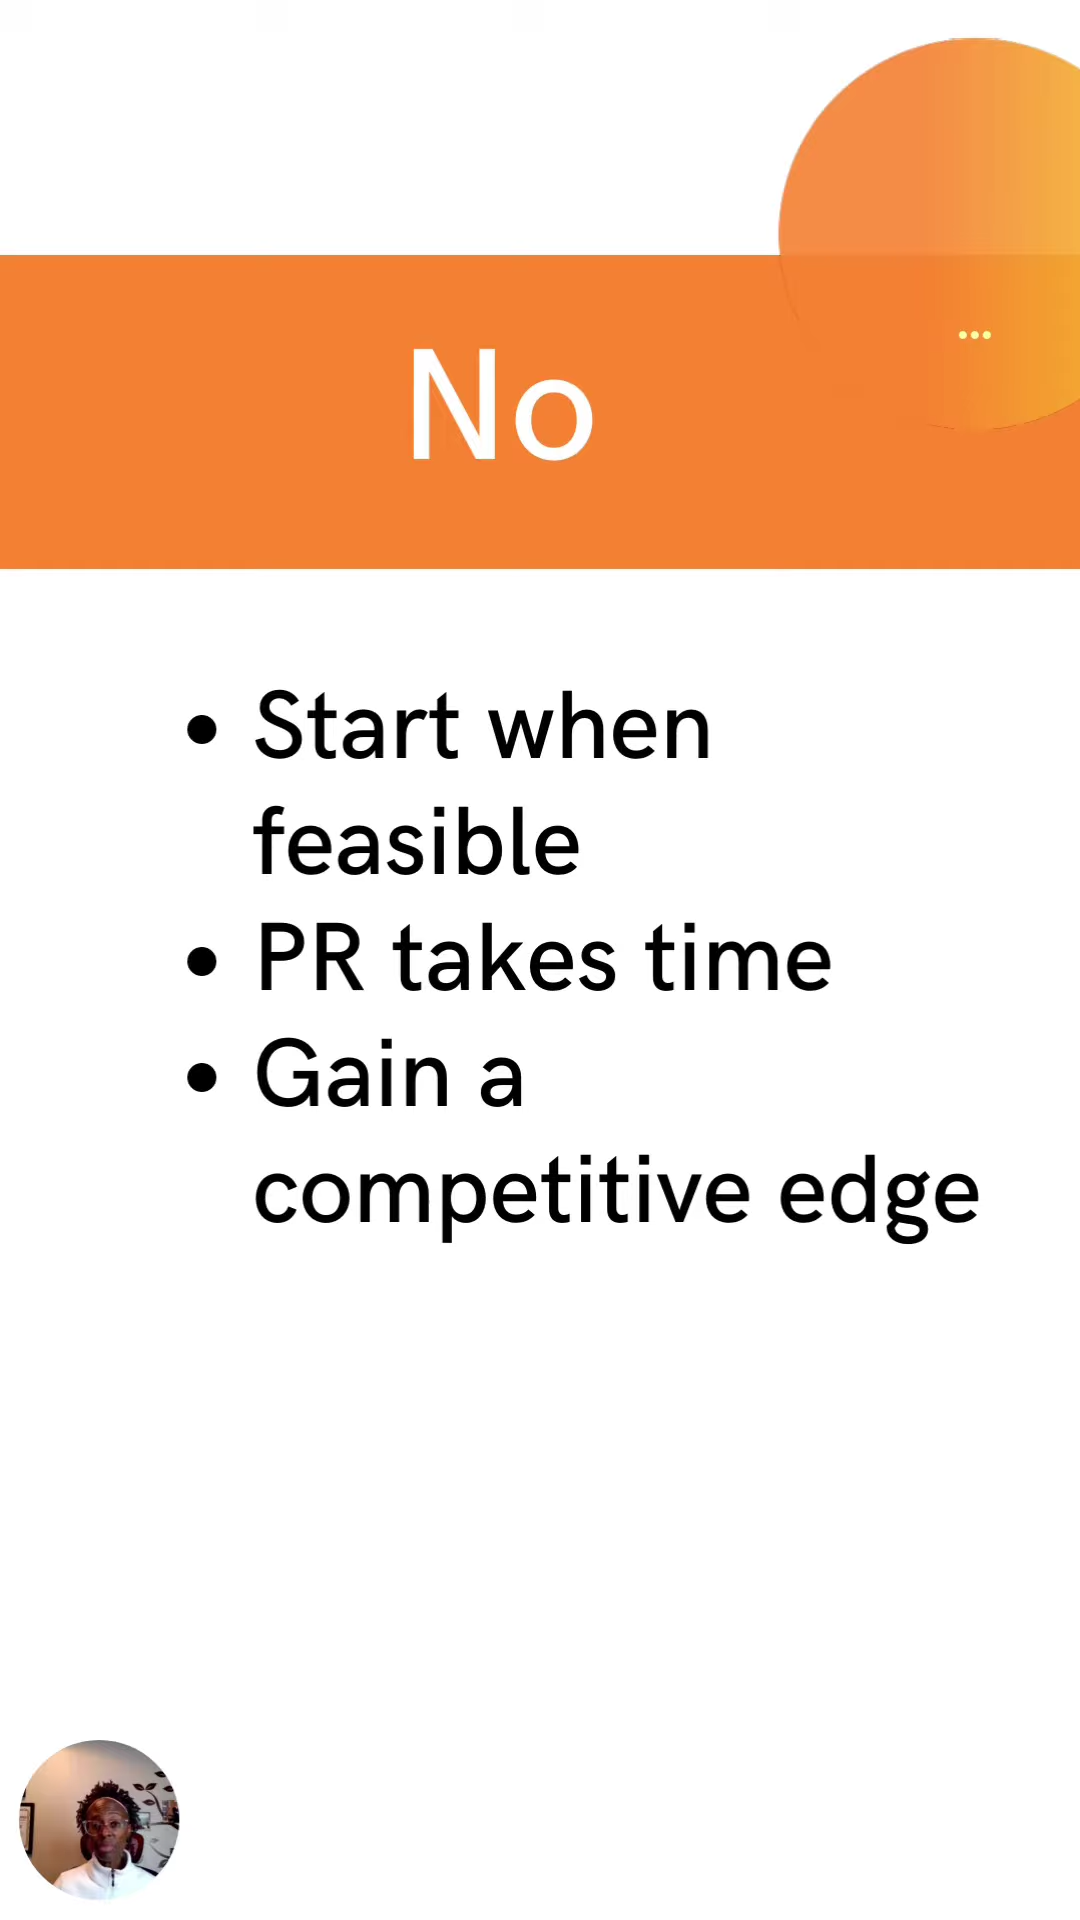 No
• Start when
feasible
• PR takes time
• Gain a
competitive edge